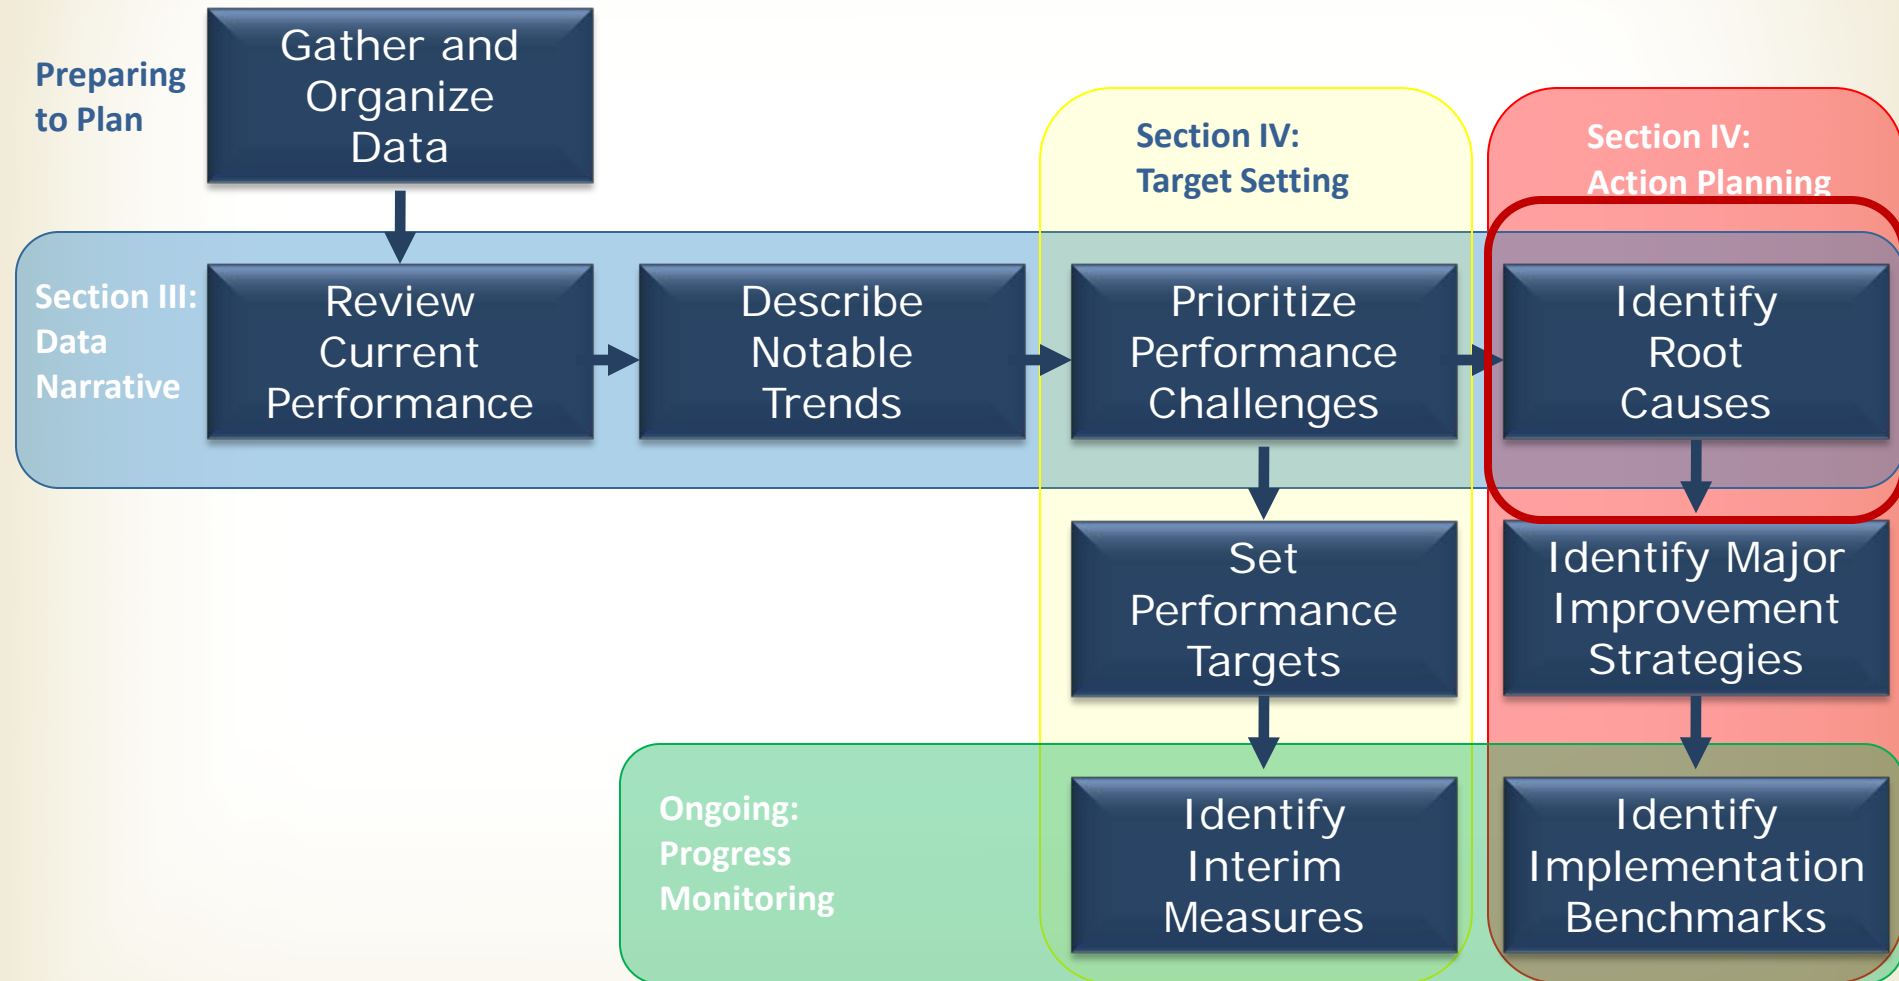 Preparing
to Plan
Gather and
Organize
Data
Section IV:
Target Setting
Section IV:
Action Planning
Section III:
Data
Narrative
Review
Current
Performance
Describe
Notable
Trends
Prioritize
Performance
Challenges
Identify
Root
Causes
Set
Performance
Targets
Identify Major
Improvement
Strategies
Ongoing:
Progress
Monitoring
Identify
Interim
Measures
Identify
Implementation
Benchmarks